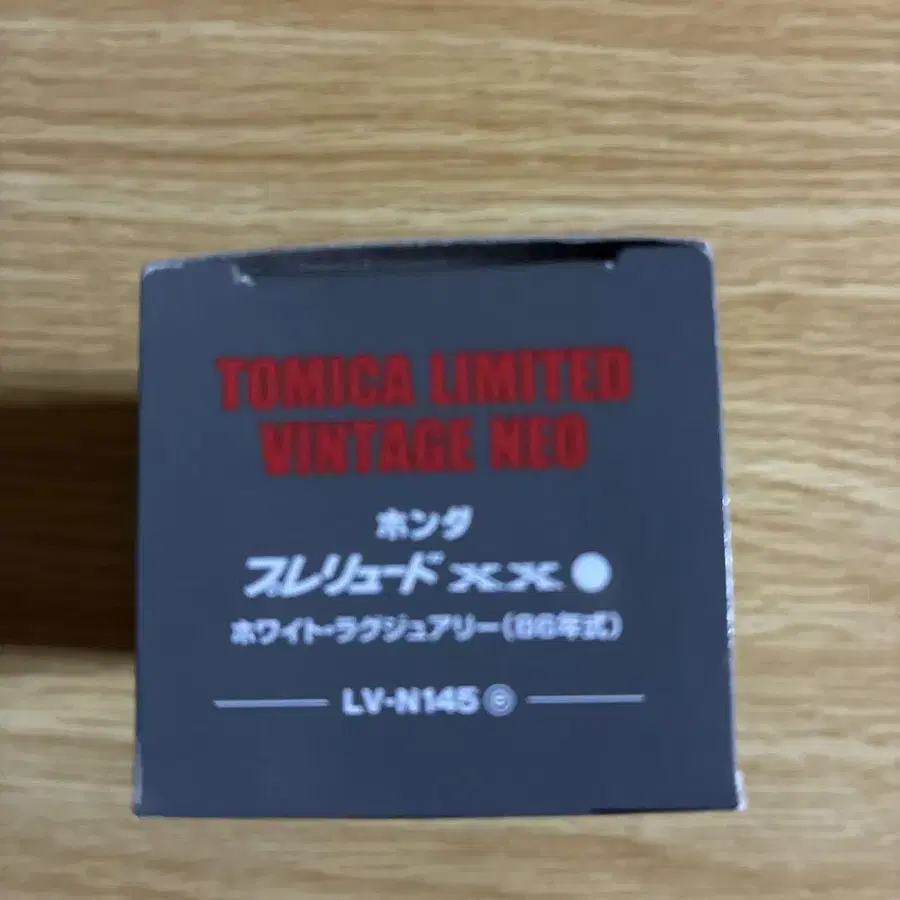 TOMICA LIMITED
VINTAGE NEO
ホンダ
プレリュード XX
ホワイト・ラグジュアリー(86年式)
LV-N145